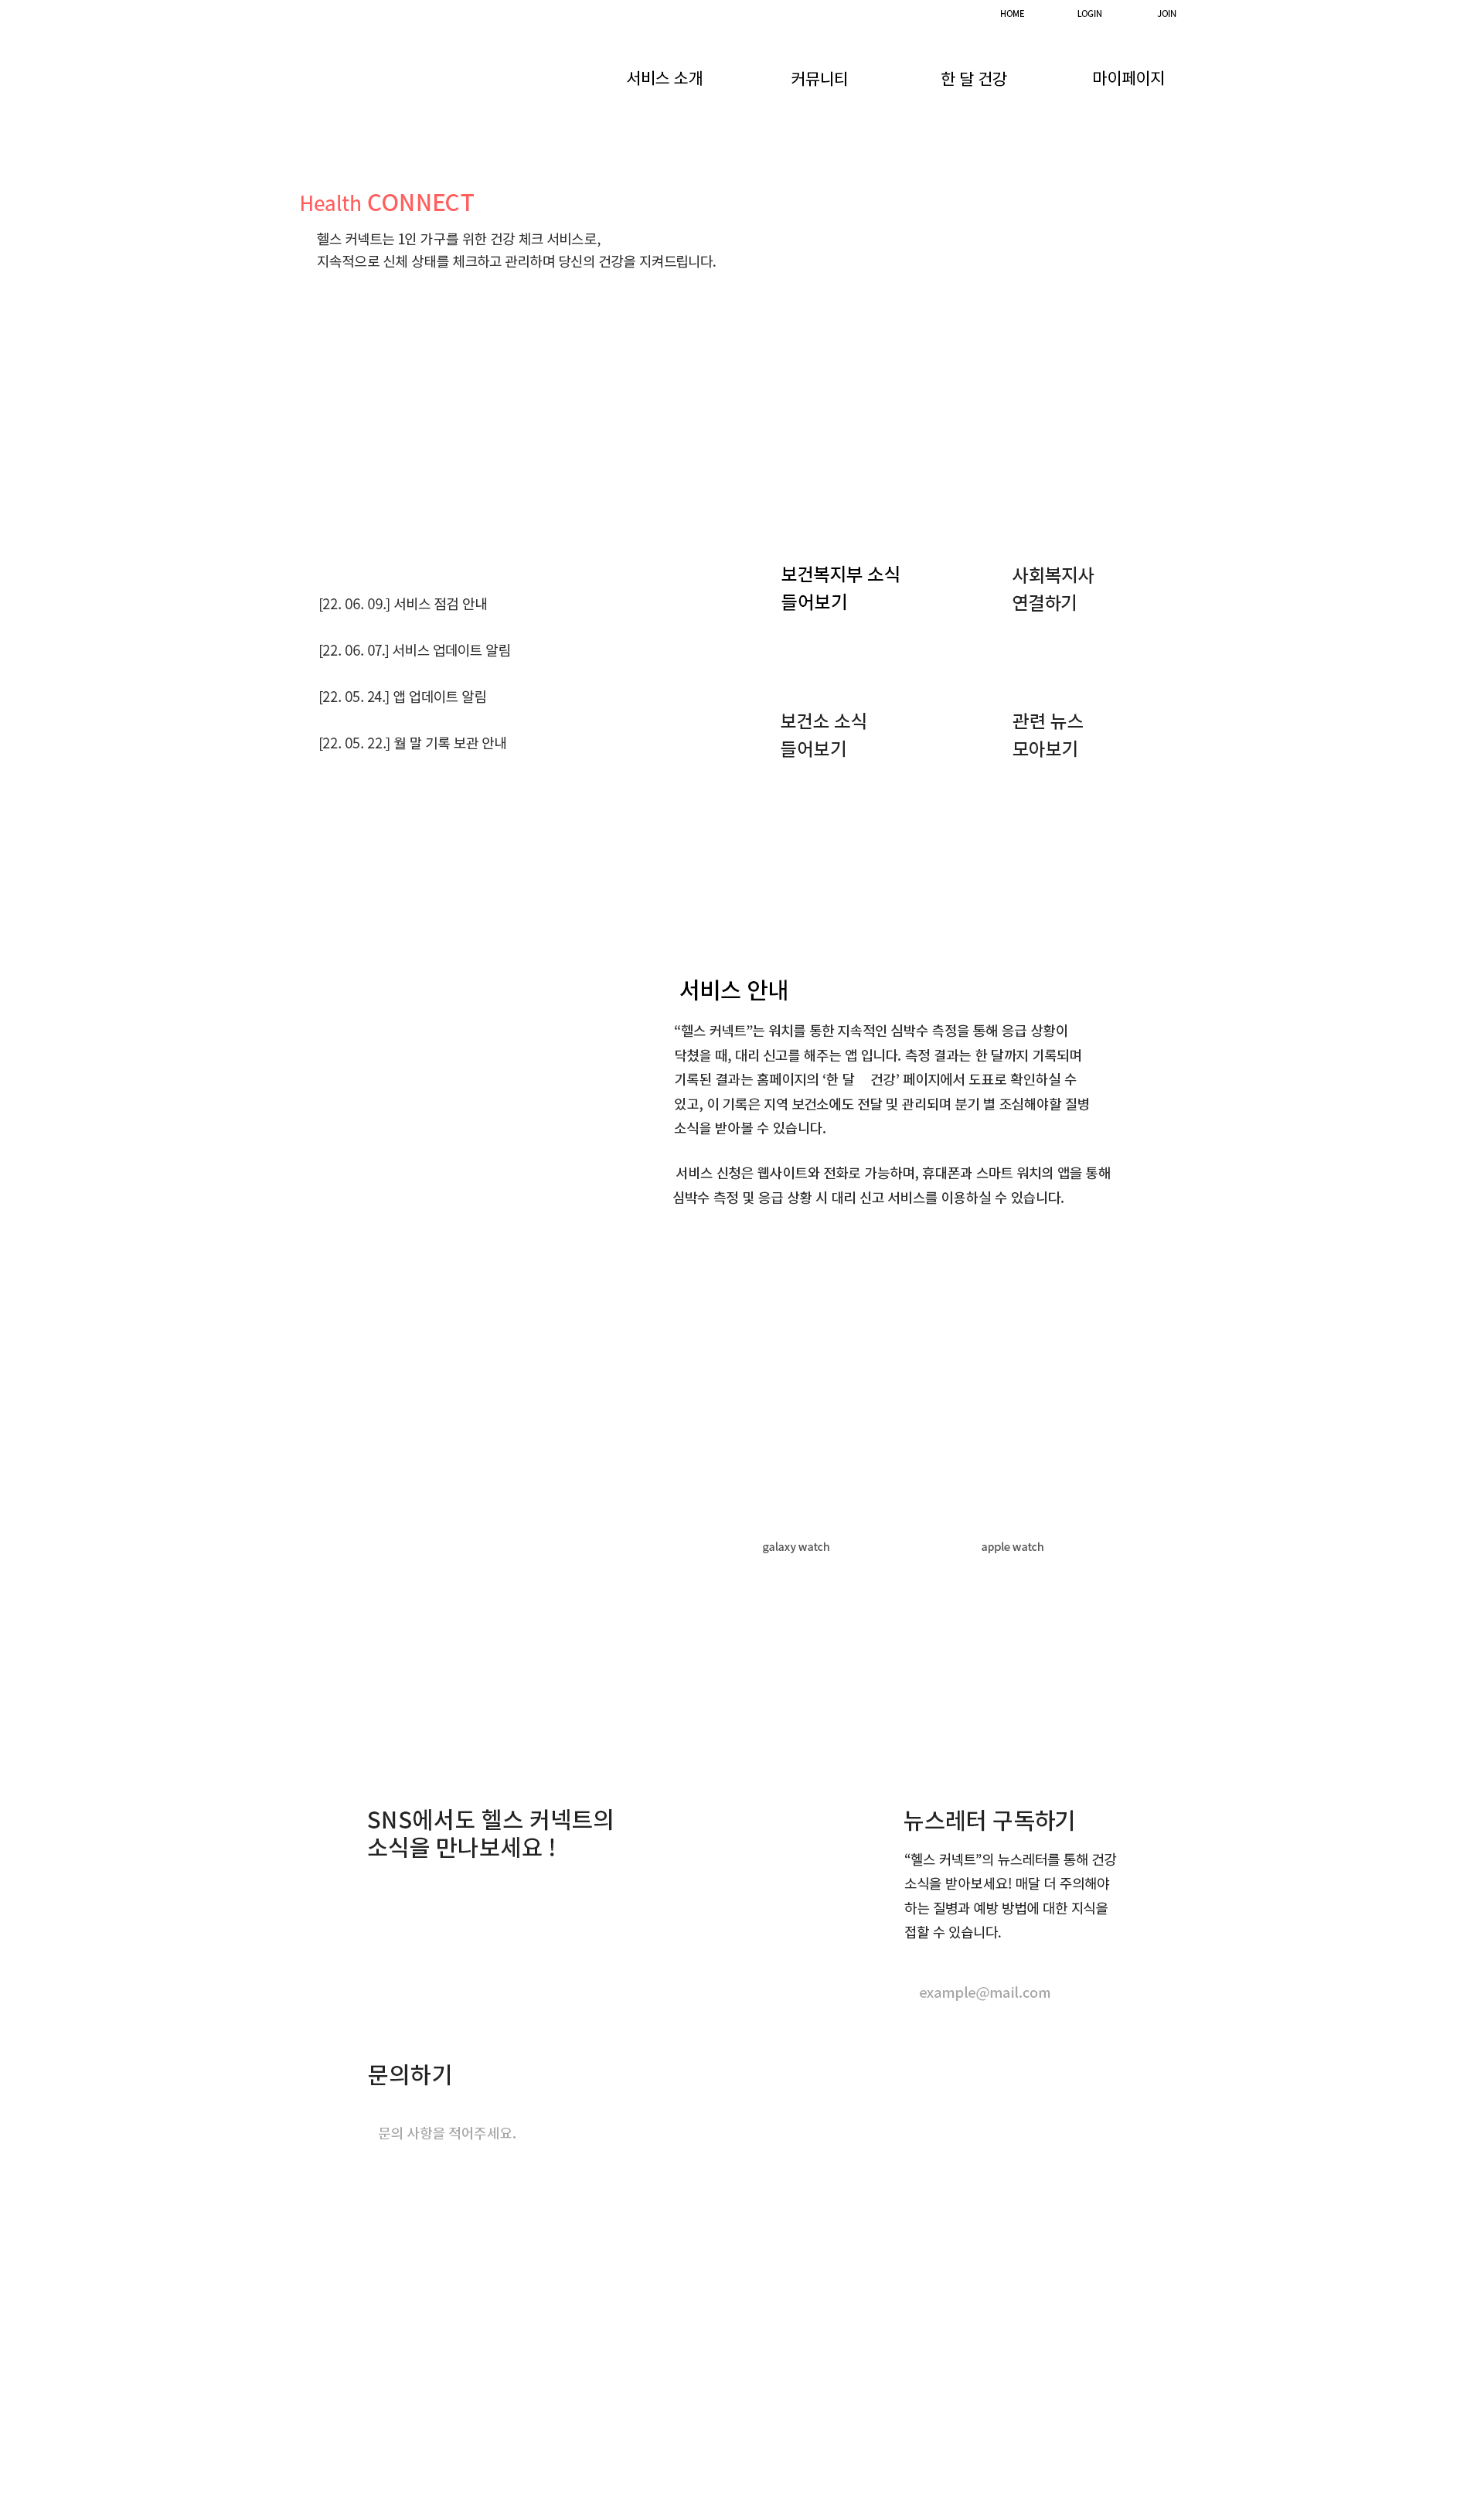 HOME LOGIN JOIN
서비스 소개 커뮤니티 한 달 건강 마이페이지
Health CONNECT
헬스 커넥트는 1인 가구를 위한 건강 체크 서비스로,
지속적으로 신체 상태를 체크하고 관리하며 당신의 건강을 지켜드립니다.
[22. 06. 09.] 서비스 점검 안내
[22. 06. 07.] 서비스 업데이트 알림
[22. 05. 24.] 앱 업데이트 알림
[22. 05. 22.] 월 말 기록 보관 안내
보건복지부 소식
들어보기
사회복지사
연결하기
보건소 소식
들어보기
관련 뉴스
모아보기
서비스 안내
“헬스 커넥트”는 워치를 통한 지속적인 심박수 측정을 통해 응급 상황이
닥쳤을 때, 대리 신고를 해주는 앱 입니다. 측정 결과는 한 달까지 기록되며
기록된 결과는 홈페이지의 ‘한 달 건강’ 페이지에서 도표로 확인하실 수
있고, 이 기록은 지역 보건소에도 전달 및 관리되며 분기 별 조심해야할 질병
소식을 받아볼 수 있습니다.
서비스 신청은 웹사이트와 전화로 가능하며, 휴대폰과 스마트 워치의 앱을 통해
심박수 측정 및 응급 상황 시 대리 신고 서비스를 이용하실 수 있습니다.
galaxy watch apple watch
SNS에서도 헬스 커넥트의
소식을 만나보세요 !
뉴스레터 구독하기
“헬스 커넥트”의 뉴스레터를 통해 건강
소식을 받아보세요! 매달 더 주의해야
하는 질병과 예방 방법에 대한 지식을
접할 수 있습니다.
example@mail.com
문의하기
문의 사항을 적어주세요.